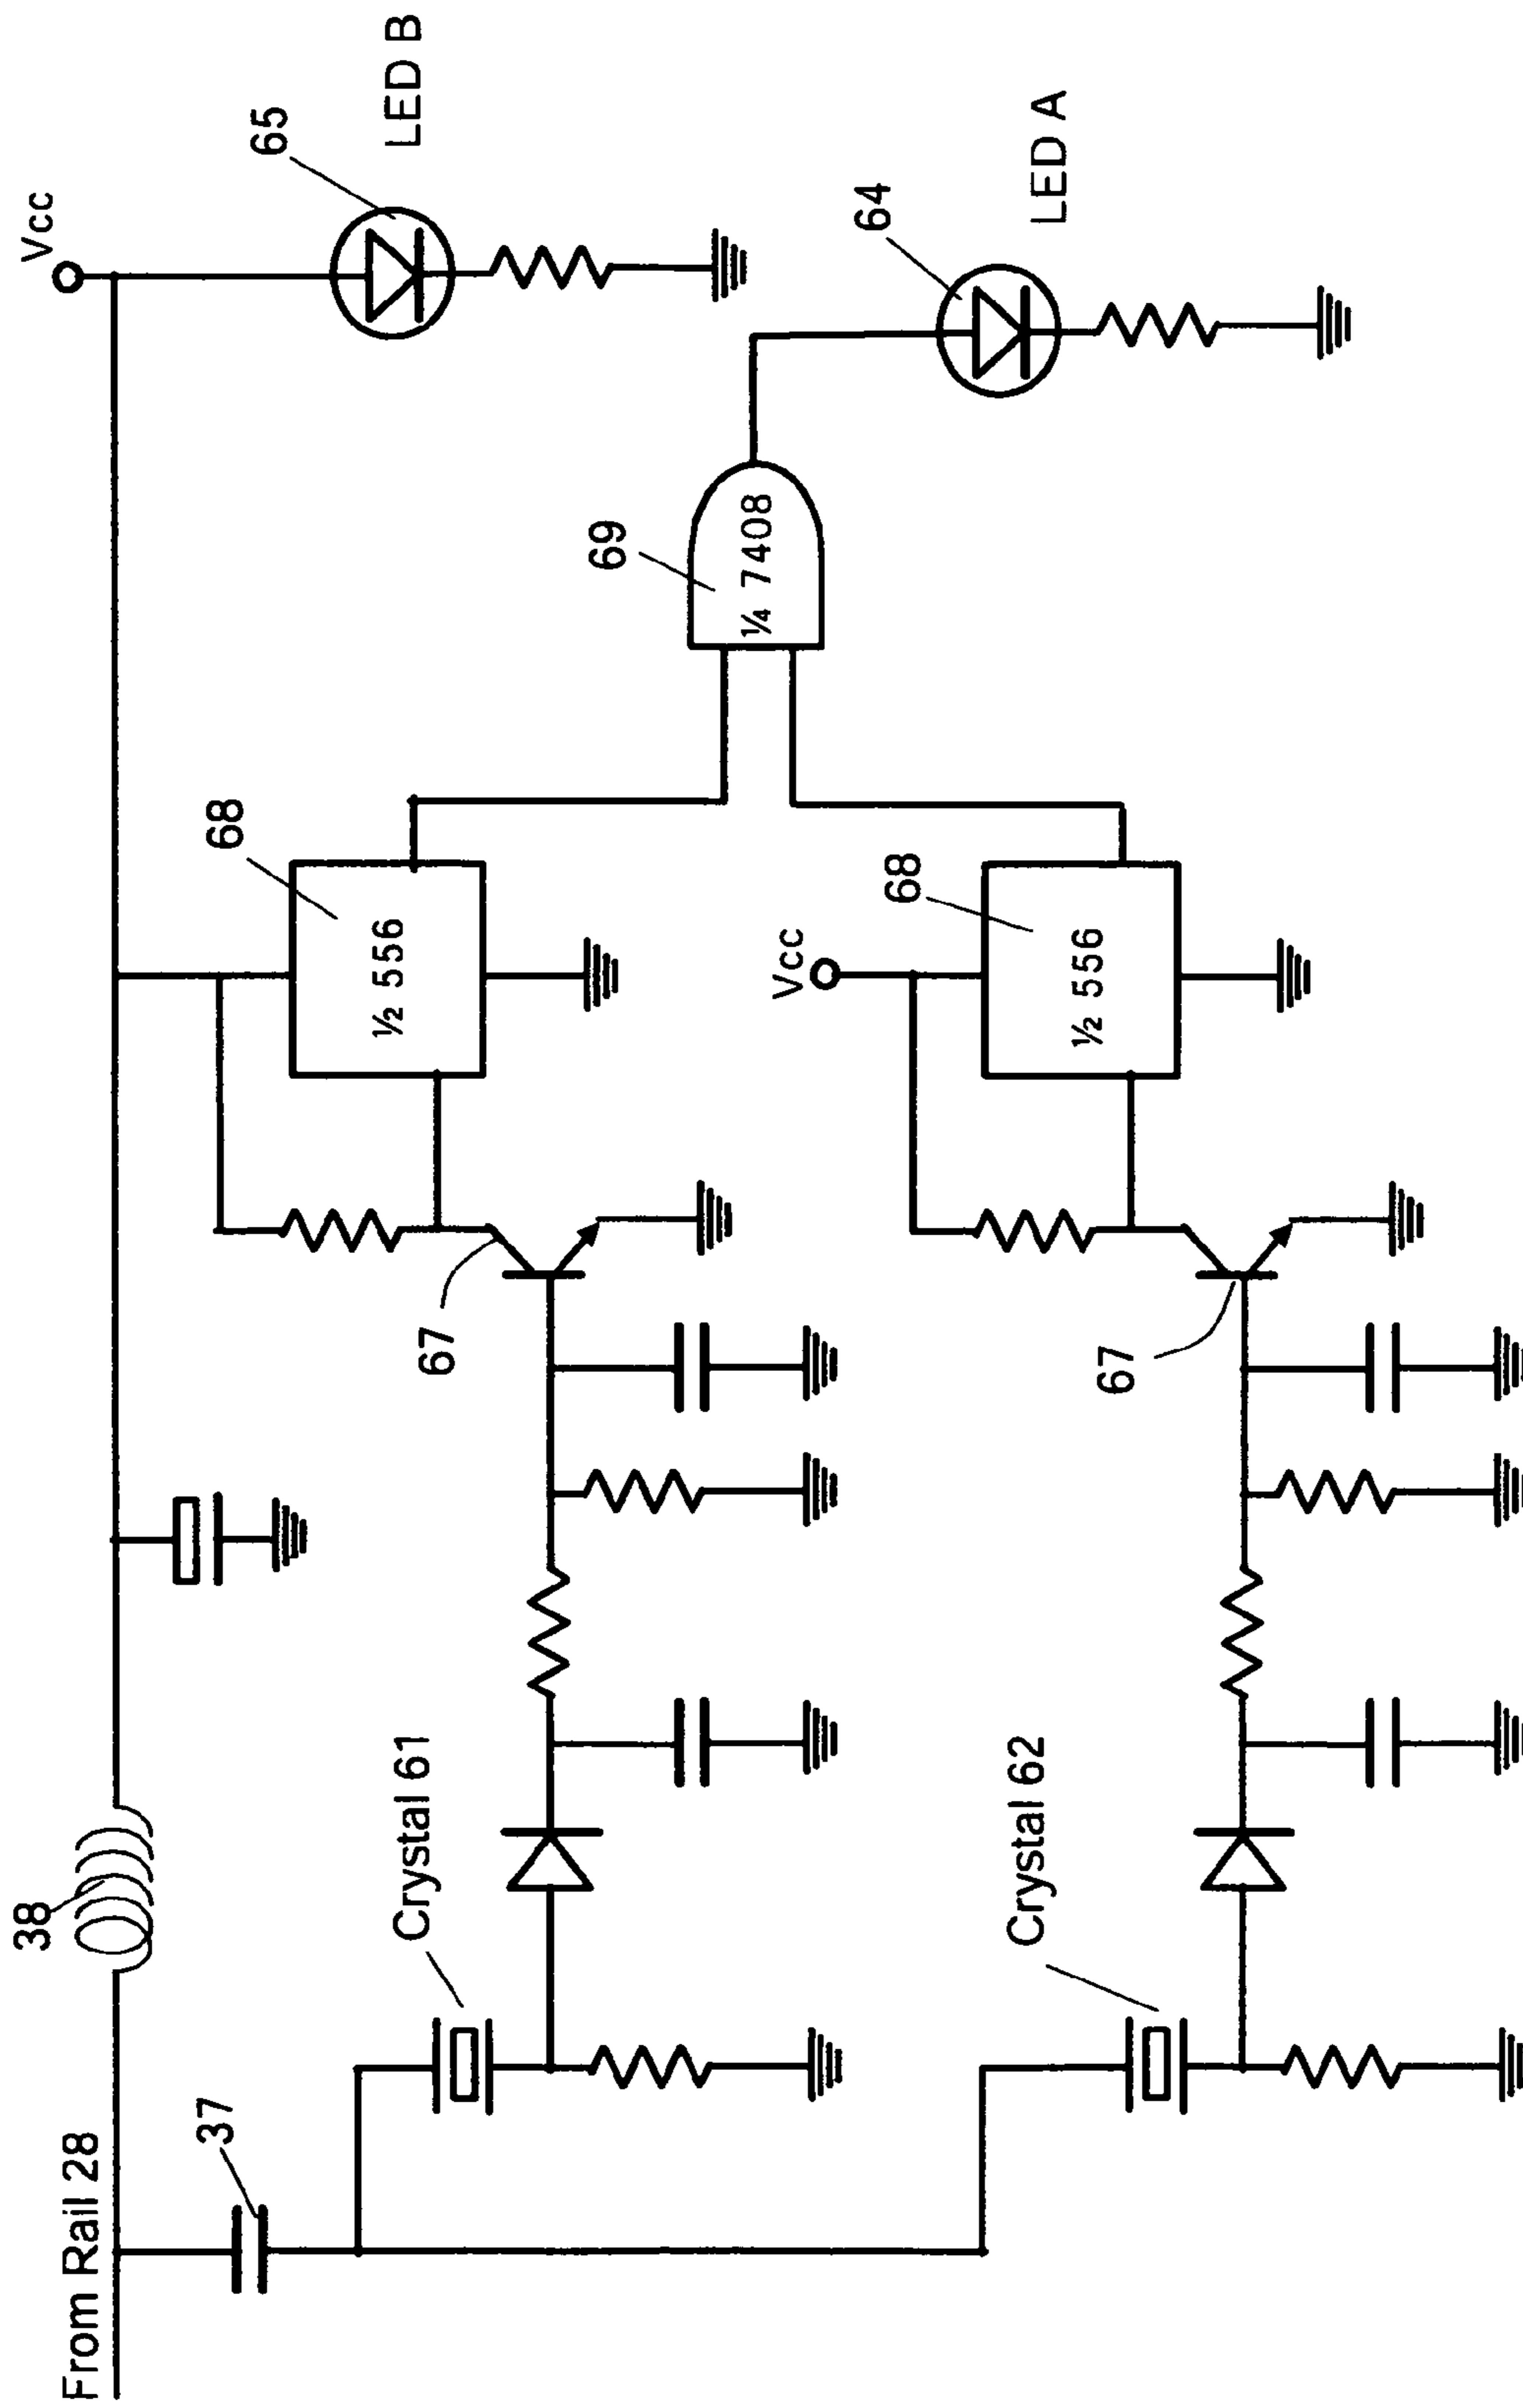 From Rail 28
38
Vcc
65
LED B
37
Crystal 61
67
68
½ 556
69
¼ 7408
64
LED A
Crystal 62
67
Vcc
68
½ 556